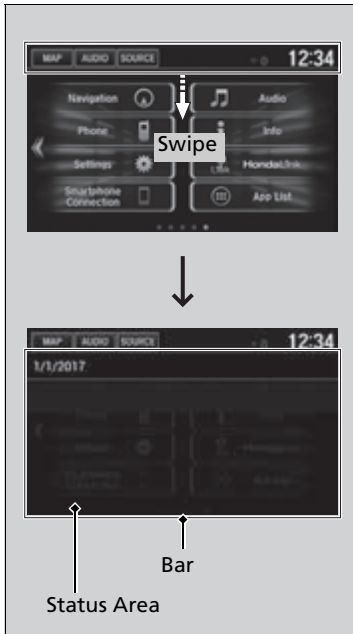 MAP AUDIO SOURCE 12:34
Navigation Audio
Phone Info
Swipe
Settings HondaLink
Smartphone
Connection App List
MAP AUDIO SOURCE 12:34
1/1/2017
Bar
Status Area